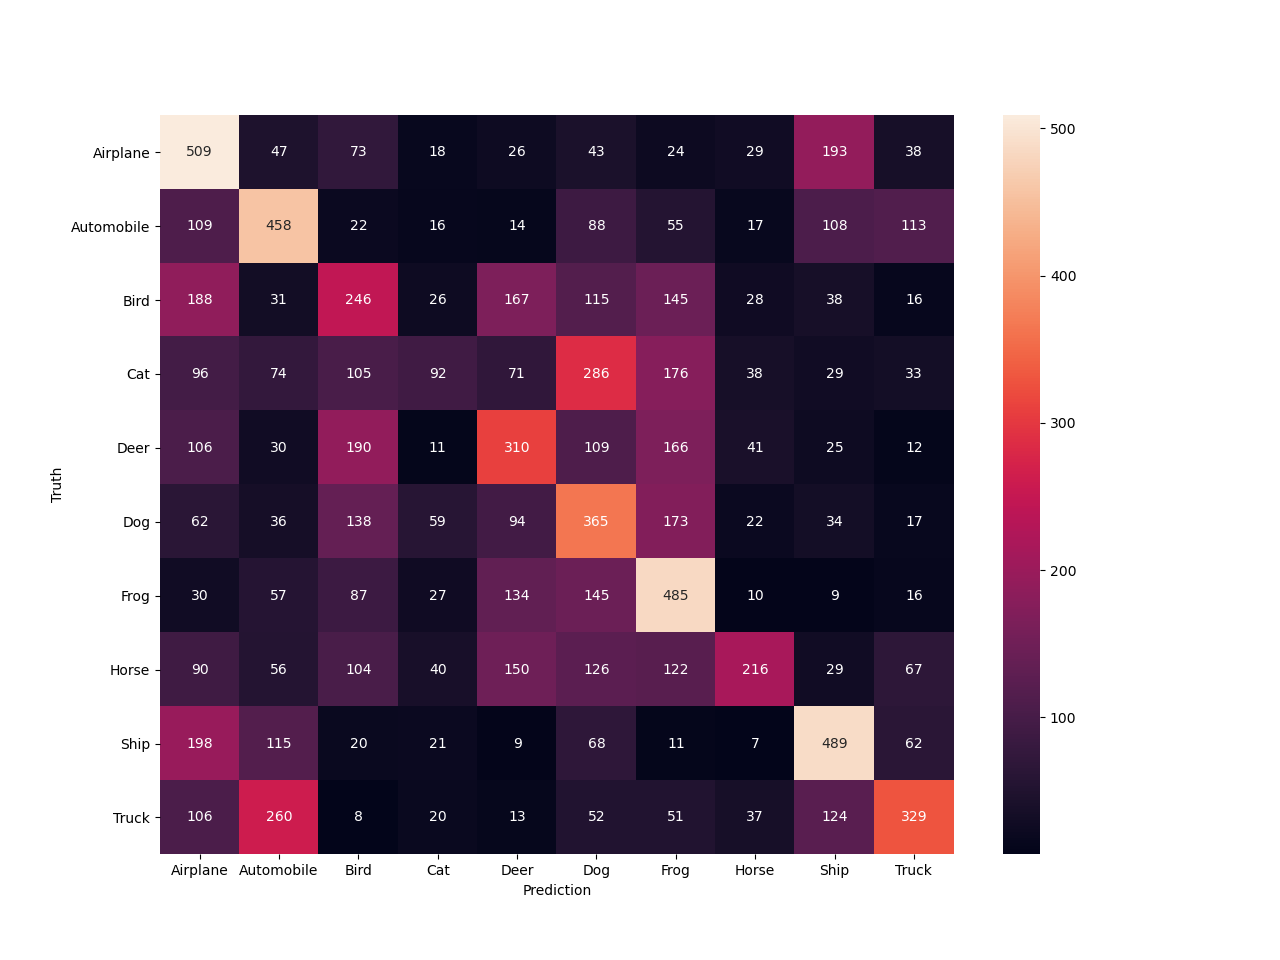 Airplane 509 47 73 18 26 43 24 29 193 38
Automobile 109 458 22 16 14 88 55 17 108 113
Bird 188 31 246 26 167 115 145 28 38 16
Cat 96 74 105 92 71 286 176 38 29 33
Deer 106 30 190 11 310 109 166 41 25 12
Dog 62 36 138 59 94 365 173 22 34 17
Frog 30 57 87 27 134 145 485 10 9 16
Horse 90 56 104 40 150 126 122 216 29 67
Ship 198 115 20 21 9 68 11 7 489 62
Truck 106 260 8 20 13 52 51 37 124 329
Airplane Automobile Bird Cat Deer Dog Frog Horse Ship Truck
Prediction
Truth
500
400
300
200
100